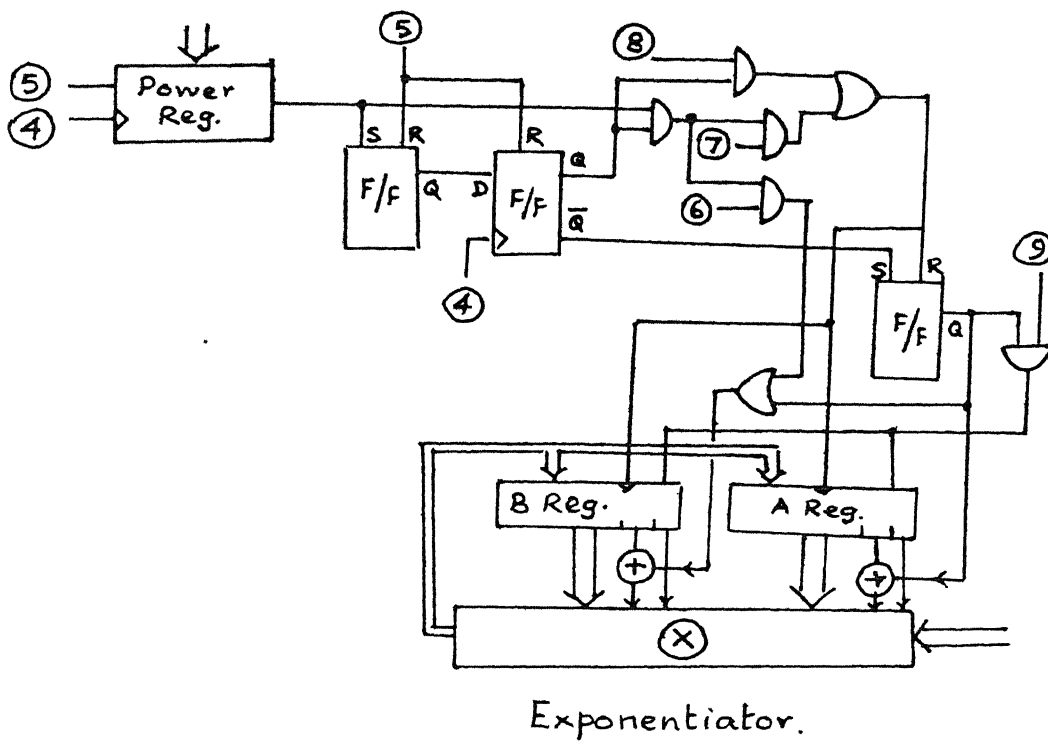 ⑤
④
Power
Reg.
⑤
S
R
F/F
Q
D
R
F/F
Q
Q̅
④
⑧
⑦
⑥
⑨
S
R
F/F
Q
B Reg.
A Reg.
+
+
X
Exponentiator.